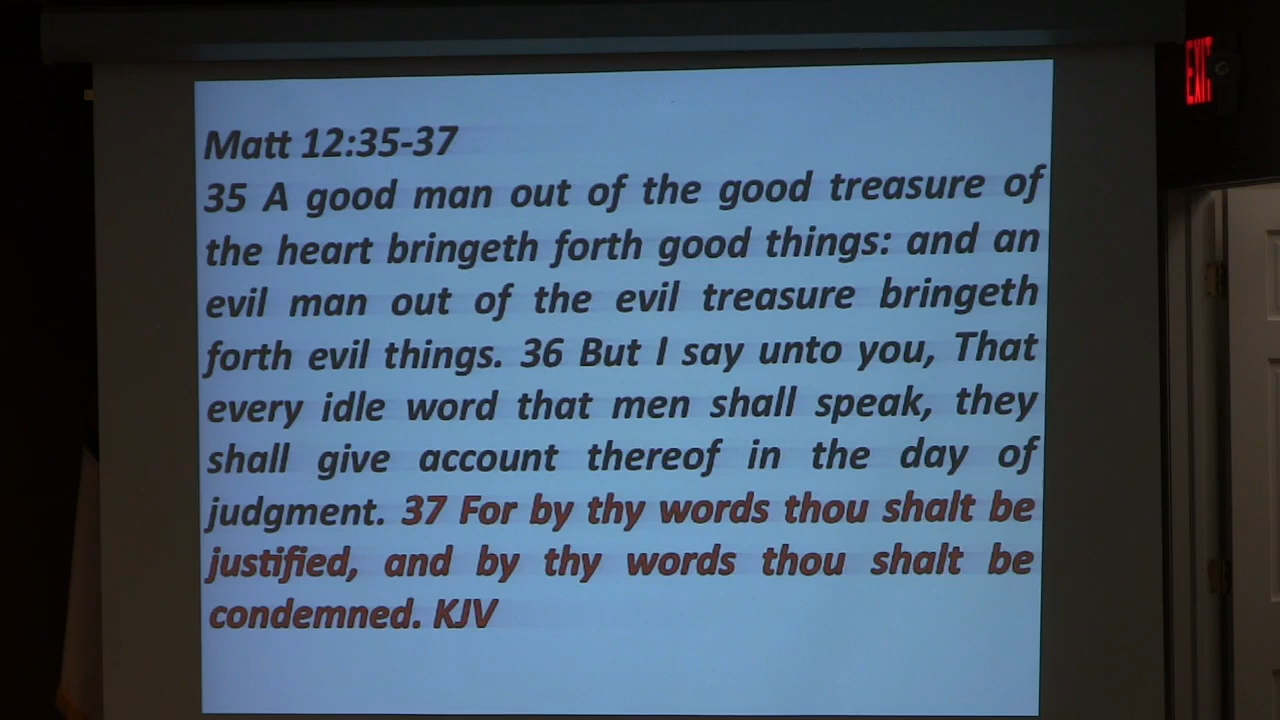 Matt 12:35-37
35 A good man out of the good treasure of
the heart bringeth forth good things: and an
evil man out of the evil treasure bringeth
forth evil things. 36 But I say unto you, That
every idle word that men shall speak, they
shall give account thereof in the day of
judgment. 37 For by thy words thou shalt be
justified, and by thy words thou shalt be
condemned. KJV
EXIT